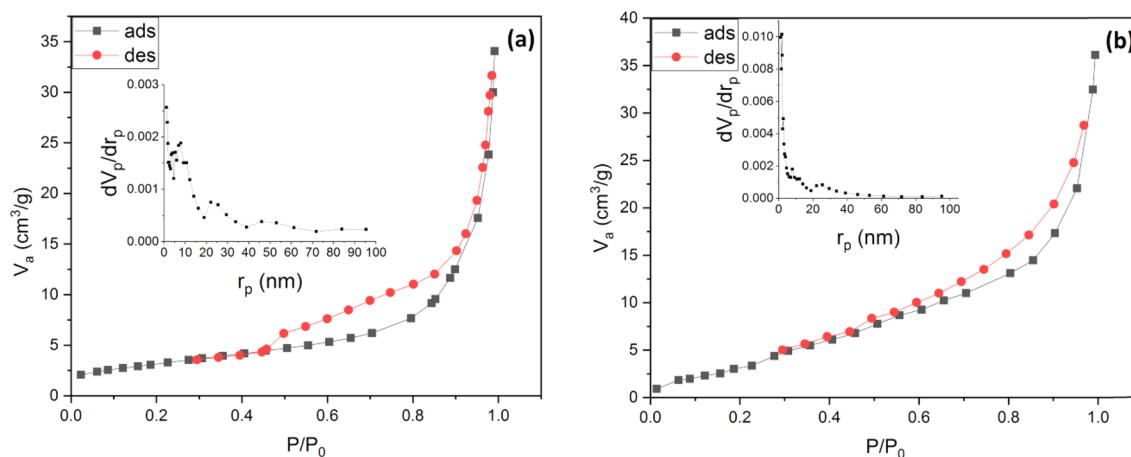 (a)
ads
des
35
30
25
20
15
10
5
0
V_a (cm³/g)
0.0 0.2 0.4 0.6 0.8 1.0
P/P₀
0.003
0.002
0.001
0.000
dV_p/dr_p
0 10 20 30 40 50 60 70 80 90 100
r_p (nm)
(b)
ads
des
40
35
30
25
20
15
10
5
0
V_a (cm³/g)
0.0 0.2 0.4 0.6 0.8 1.0
P/P₀
0.010
0.008
0.006
0.004
0.002
0.000
dV_p/dr_p
0 20 40 60 80 100
r_p (nm)